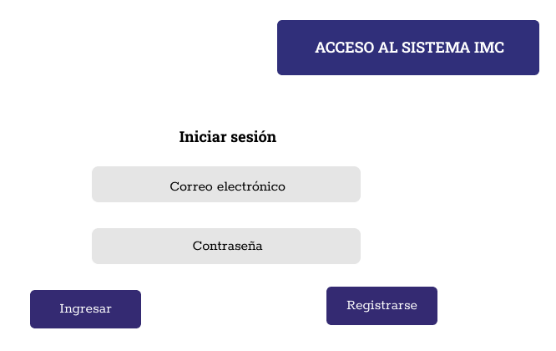 ACCESO AL SISTEMA IMC
Iniciar sesión
Correo electrónico
Contraseña
Ingresar
Registrarse